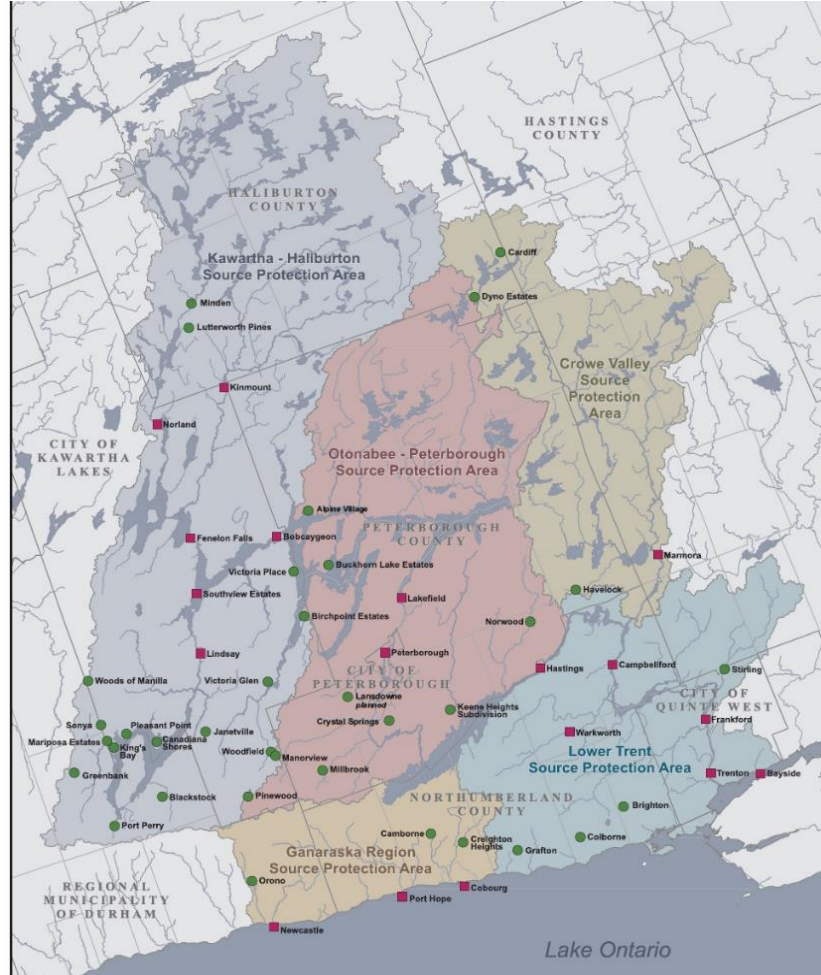 HASTINGS
COUNTY
HALIBURTON
COUNTY
Kawartha - Haliburton
Source Protection Area
Cardiff
Dyno Estates
Minden
Lutterworth Pines
Crowe Valley
Source
Protection
Area
Kinmount
Norland
CITY OF
KAWARTHA
LAKES
Otonabee - Peterborough
Source Protection Area
Alpine Village
PETERBOROUGH
COUNTY
Fenelon Falls
Bobcaygeon
Marmora
Buckhorn Lake Estates
Victoria Place
Southview Estates
Havelock
Lakefield
Birchpoint Estates
Norwood
Lindsay
Peterborough
Hastings
Campbellford
Stirling
CITY OF
PETERBOROUGH
Woods of Manilla
Victoria Glen
Lansdowne
planned
CITY OF
QUINTE WEST
Keene Heights
Subdivision
Crystal Springs
Frankford
Sonya
Pleasant Point
Janetville
Mariposa Estates
King's
Bay
Canadiana
Shores
Warkworth
Woodfield
Manorview
Lower Trent
Source Protection Area
Greenbank
Millbrook
Trenton
Bayside
Blackstock
Pinewood
NORTHUMBERLAND
COUNTY
Brighton
Port Perry
Camborne
Creighton
Heights
Colborne
Grafton
Ganaraska Region
Source Protection Area
Orono
REGIONAL
MUNICIPALITY
OF DURHAM
Cobourg
Port Hope
Newcastle
Lake Ontario